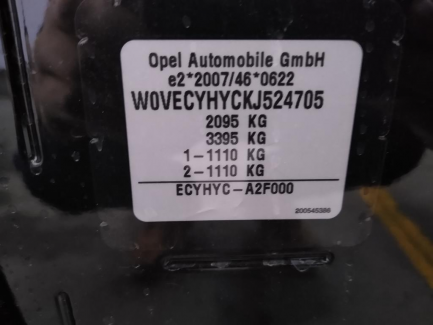 Opel Automobile GmbH
e2*2007/46*0622
W0VECYHYCKJ524705
2095 KG
3395 KG
1-1110 KG
2-1110 KG
ECYHYC-A2F000